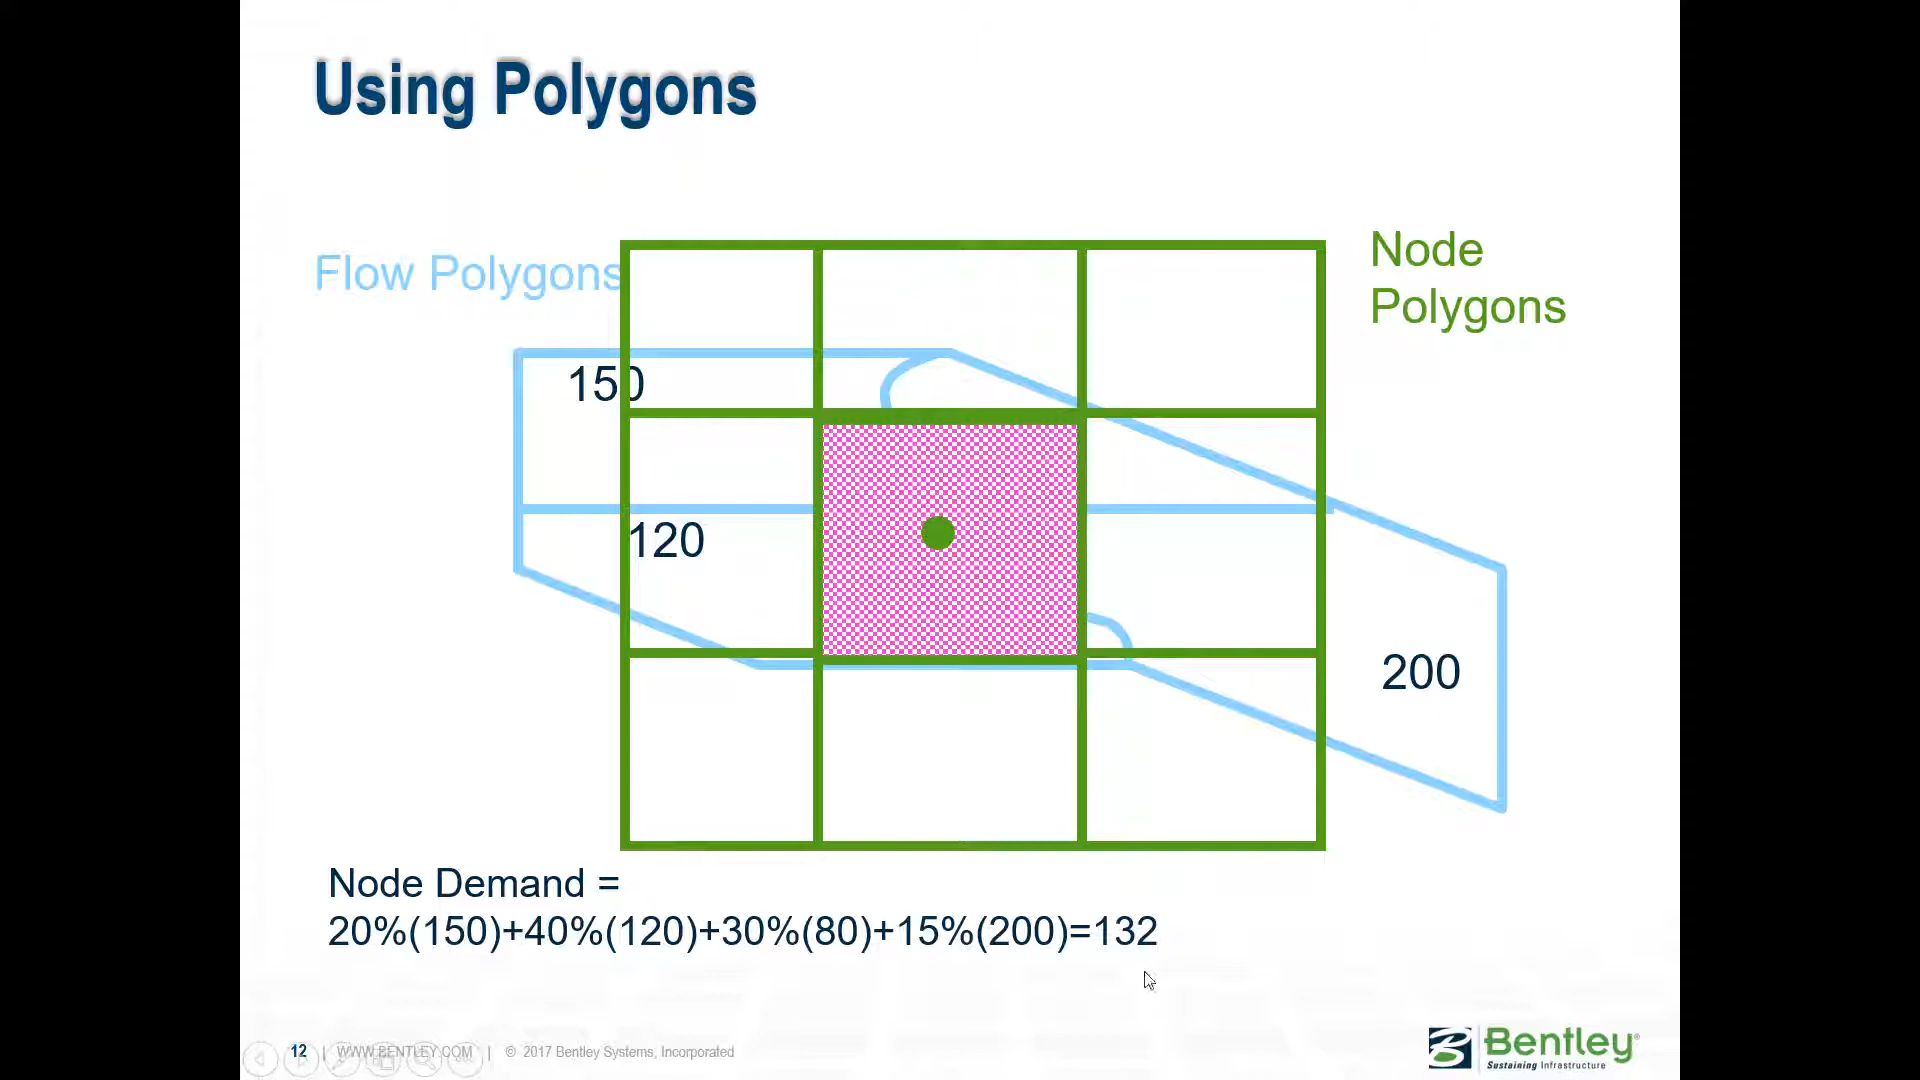 Using Polygons
Flow Polygons
Node
Polygons
150
120
200
Node Demand =
20%(150)+40%(120)+30%(80)+15%(200)=132
12 | WWW.BENTLEY.COM | © 2017 Bentley Systems, Incorporated
Bentley®
Sustaining Infrastructure